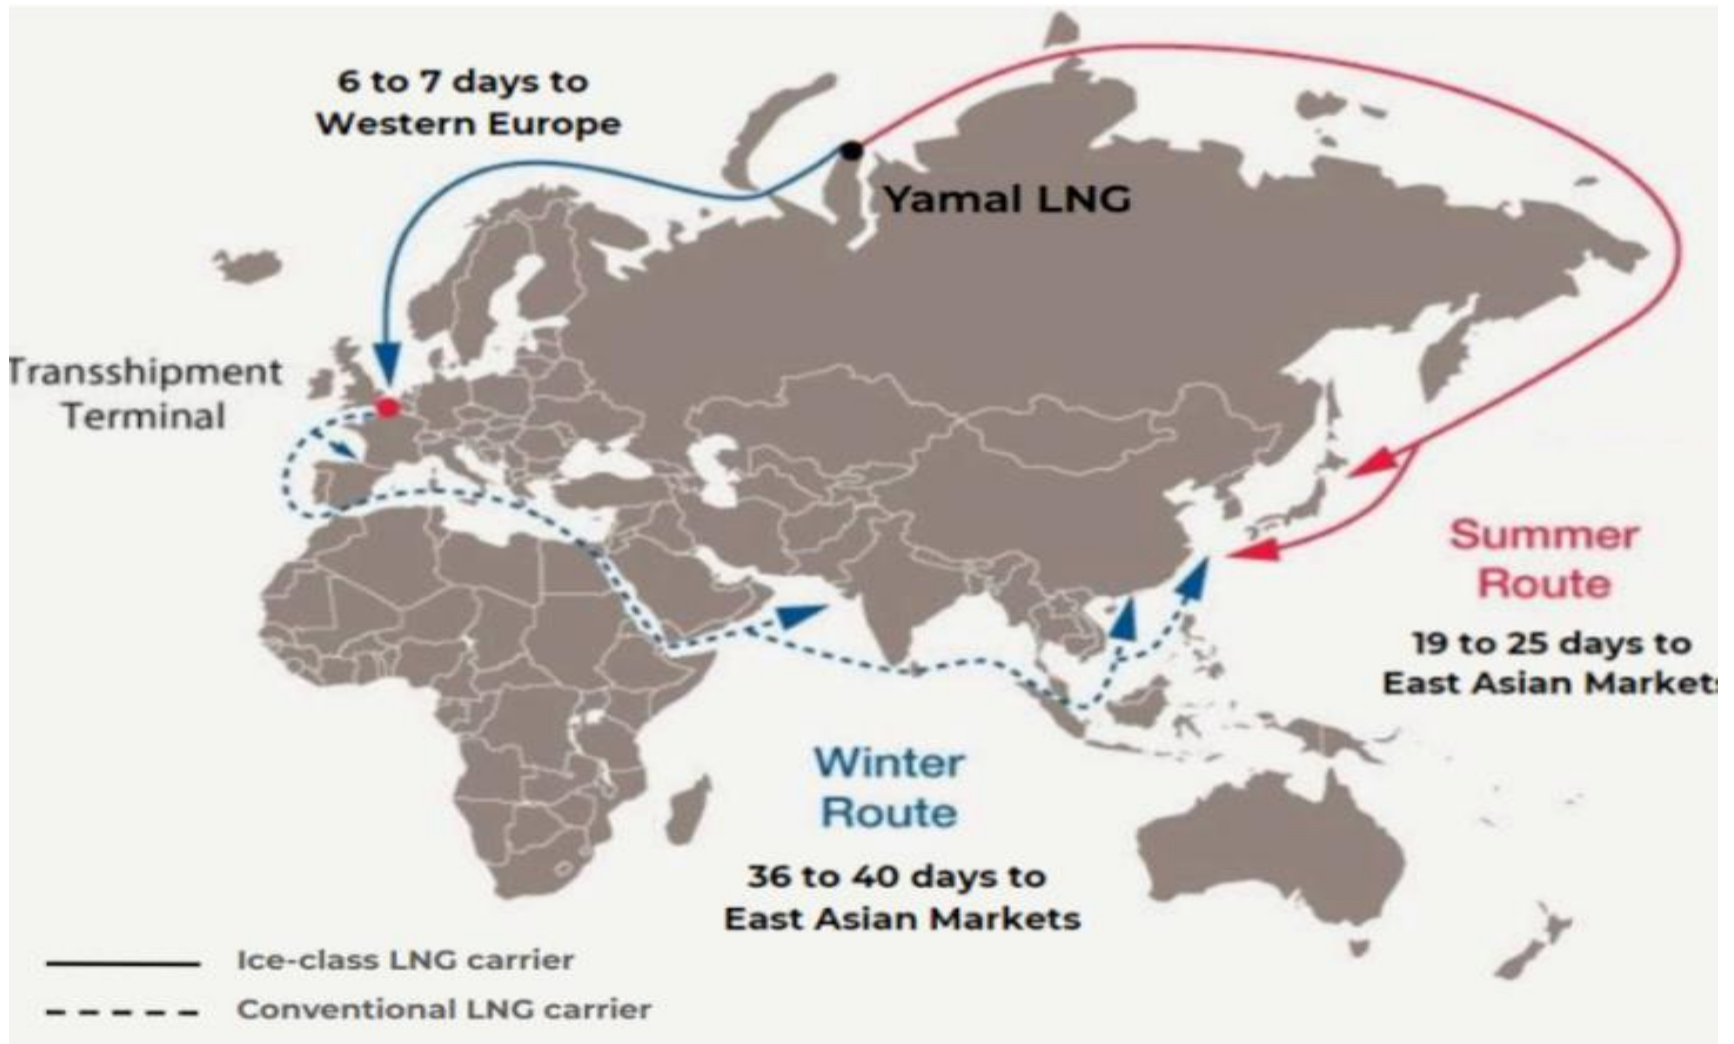 6 to 7 days to
Western Europe
Yamal LNG
Transshipment
Terminal
Summer
Route
19 to 25 days to
East Asian Markets
Winter
Route
36 to 40 days to
East Asian Markets
Ice-class LNG carrier
Conventional LNG carrier